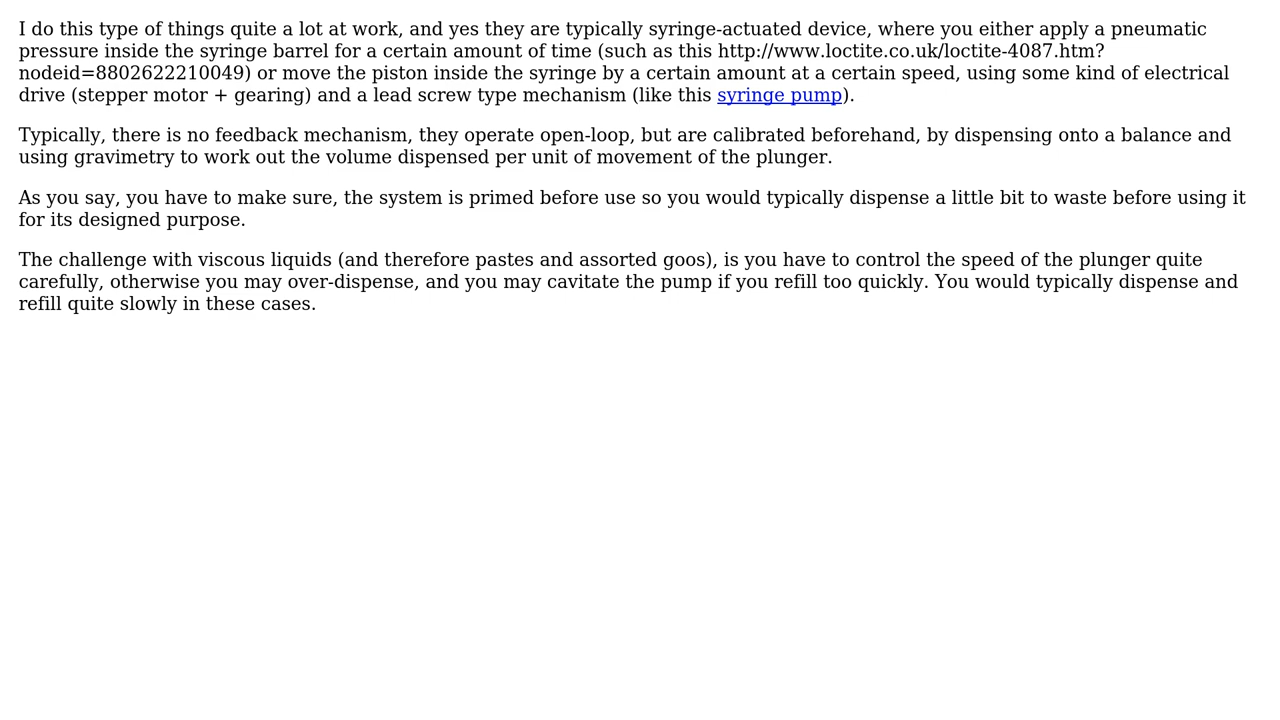 I do this type of things quite a lot at work, and yes they are typically syringe-actuated device, where you either apply a pneumatic
pressure inside the syringe barrel for a certain amount of time (such as this http://www.loctite.co.uk/loctite-4087.htm?
nodeid=8802622210049) or move the piston inside the syringe by a certain amount at a certain speed, using some kind of electrical
drive (stepper motor + gearing) and a lead screw type mechanism (like this syringe pump).
Typically, there is no feedback mechanism, they operate open-loop, but are calibrated beforehand, by dispensing onto a balance and
using gravimetry to work out the volume dispensed per unit of movement of the plunger.
As you say, you have to make sure, the system is primed before use so you would typically dispense a little bit to waste before using it
for its designed purpose.
The challenge with viscous liquids (and therefore pastes and assorted goos), is you have to control the speed of the plunger quite
carefully, otherwise you may over-dispense, and you may cavitate the pump if you refill too quickly. You would typically dispense and
refill quite slowly in these cases.